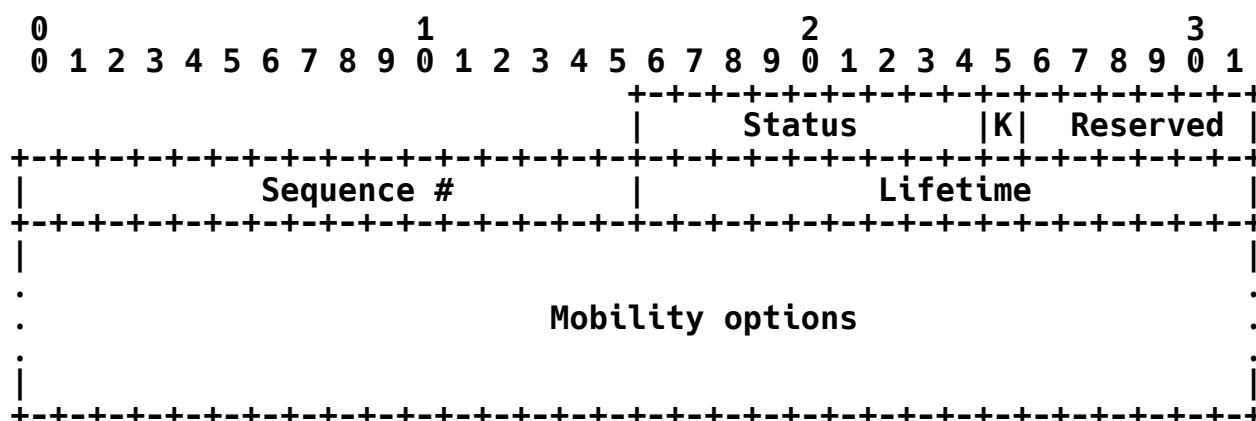 0                   1                   2                   3
0 1 2 3 4 5 6 7 8 9 0 1 2 3 4 5 6 7 8 9 0 1 2 3 4 5 6 7 8 9 0 1
                                +-+-+-+-+-+-+-+-+-+-+-+-+-+-+-+-+
                                |     Status      |K|  Reserved |
+-+-+-+-+-+-+-+-+-+-+-+-+-+-+-+-+-+-+-+-+-+-+-+-+-+-+-+-+-+-+-+-+
|            Sequence #         |            Lifetime           |
+-+-+-+-+-+-+-+-+-+-+-+-+-+-+-+-+-+-+-+-+-+-+-+-+-+-+-+-+-+-+-+-+
|                                                               |
.                                                               .
.                           Mobility options                    .
.                                                               .
|                                                               |
+-+-+-+-+-+-+-+-+-+-+-+-+-+-+-+-+-+-+-+-+-+-+-+-+-+-+-+-+-+-+-+-+